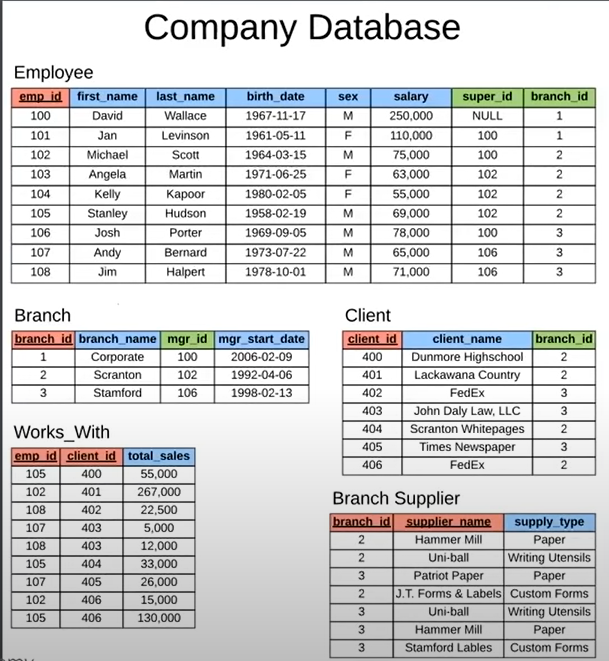 Company Database
Employee
emp_id first_name last_name birth_date sex salary super_id branch_id
100 David Wallace 1967-11-17 M 250,000 NULL 1
101 Jan Levinson 1961-05-11 F 110,000 100 1
102 Michael Scott 1964-03-15 M 75,000 100 2
103 Angela Martin 1971-06-25 F 63,000 102 2
104 Kelly Kapoor 1980-02-05 F 55,000 102 2
105 Stanley Hudson 1958-02-19 M 69,000 102 2
106 Josh Porter 1969-09-05 M 78,000 100 3
107 Andy Bernard 1973-07-22 M 65,000 106 3
108 Jim Halpert 1978-10-01 M 71,000 106 3
Branch
branch_id branch_name mgr_id mgr_start_date
1 Corporate 100 2006-02-09
2 Scranton 102 1992-04-06
3 Stamford 106 1998-02-13
Client
client_id client_name branch_id
400 Dunmore Highschool 2
401 Lackawana Country 2
402 FedEx 3
403 John Daly Law, LLC 3
404 Scranton Whitepages 2
405 Times Newspaper 3
406 FedEx 2
Works_With
emp_id client_id total_sales
105 400 55,000
102 401 267,000
108 402 22,500
107 403 5,000
108 403 12,000
105 404 33,000
107 405 26,000
102 406 15,000
105 406 130,000
Branch Supplier
branch_id supplier_name supply_type
2 Hammer Mill Paper
2 Uni-ball Writing Utensils
3 Patriot Paper Paper
2 J.T. Forms & Labels Custom Forms
3 Uni-ball Writing Utensils
3 Hammer Mill Paper
3 Stamford Lables Custom Forms